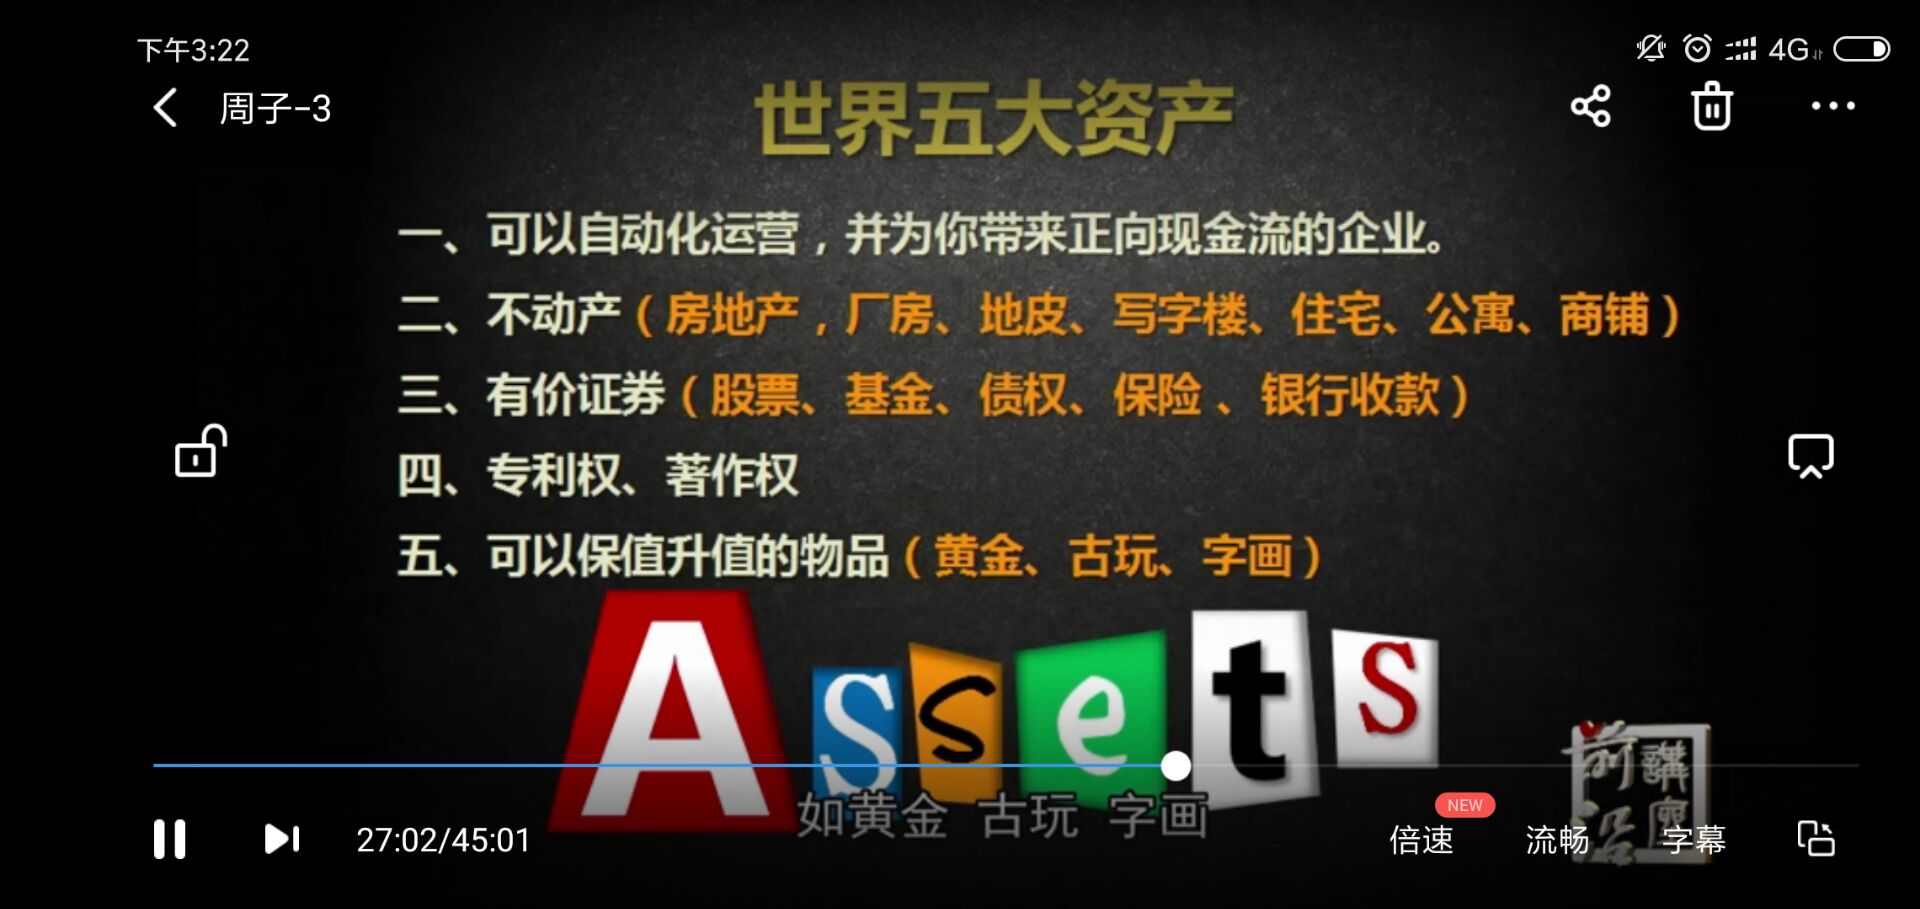 下午3:22
4G
周子-3
世界五大资产
一、可以自动化运营，并为你带来正向现金流的企业。
二、不动产（房地产，厂房、地皮、写字楼、住宅、公寓、商铺）
三、有价证券（股票、基金、债权、保险、银行收款）
四、专利权、著作权
五、可以保值升值的物品（黄金、古玩、字画）
Assets
如黄金 古玩 字画
27:02/45:01
倍速
NEW
流畅
字幕
前沿
講座